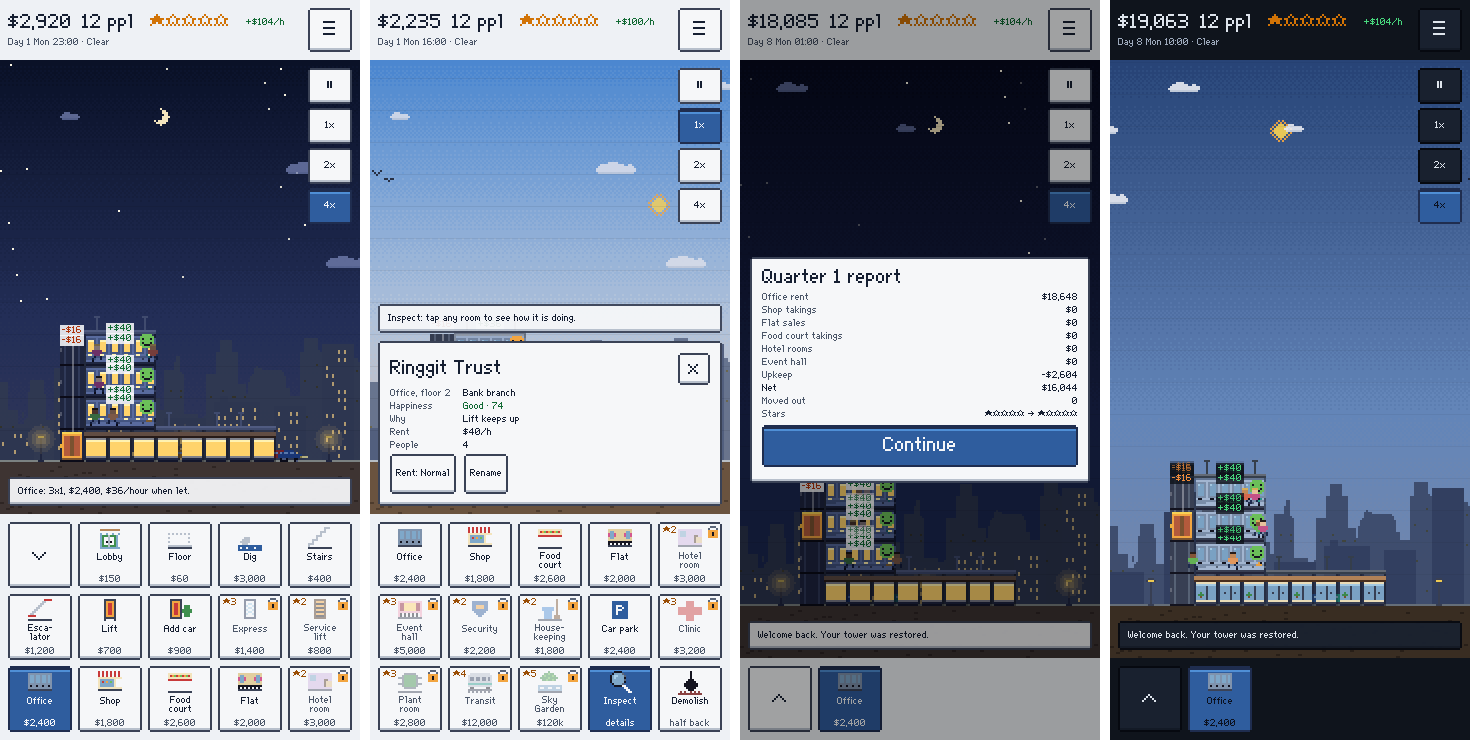 $2,920 12 ppl
+$104/h
Day 1 Mon 23:00 · Clear
1x
2x
4x
-$16
-$16
+$40
+$40
+$40
+$40
+$40
+$40
Office: 3x1, $2,400, $36/hour when let.
Lobby
$150
Floor
$60
Dig
$3,000
Stairs
$400
Esca-
lator
$1,200
Lift
$700
Add car
$900
3
Express
$1,400
2
Service
lift
$800
Office
$2,400
Shop
$1,800
Food
court
$2,600
Flat
$2,000
2
Hotel
room
$3,000
$2,235 12 ppl
+$100/h
Day 1 Mon 16:00 · Clear
1x
2x
4x
Inspect: tap any room to see how it is doing.
Ringgit Trust
Office, floor 2 Bank branch
Happiness Good · 74
Why Lift keeps up
Rent $40/h
People 4
Rent: Normal
Rename
Office
$2,400
Shop
$1,800
Food
court
$2,600
Flat
$2,000
2
Hotel
room
$3,000
3
Event
hall
$5,000
2
Security
$2,200
2
House-
keeping
$1,800
P
Car park
$2,400
3
Clinic
$3,200
3
Plant
room
$2,800
4
Transit
$12,000
5
Sky
Garden
$120k
Inspect
details
Demolish
half back
$18,085 12 ppl
+$104/h
Day 8 Mon 01:00 · Clear
1x
2x
4x
Quarter 1 report
Office rent $18,648
Shop takings $0
Flat sales $0
Food court takings $0
Hotel rooms $0
Event hall $0
Upkeep -$2,604
Net $16,044
Moved out 0
Stars
Continue
-$16
+$40
+$40
+$40
+$40
+$40
Welcome back. Your tower was restored.
Office
$2,400
$19,063 12 ppl
+$104/h
Day 8 Mon 10:00 · Clear
1x
2x
4x
-$16
-$16
+$40
+$40
+$40
+$40
+$40
+$40
Welcome back. Your tower was restored.
Office
$2,400